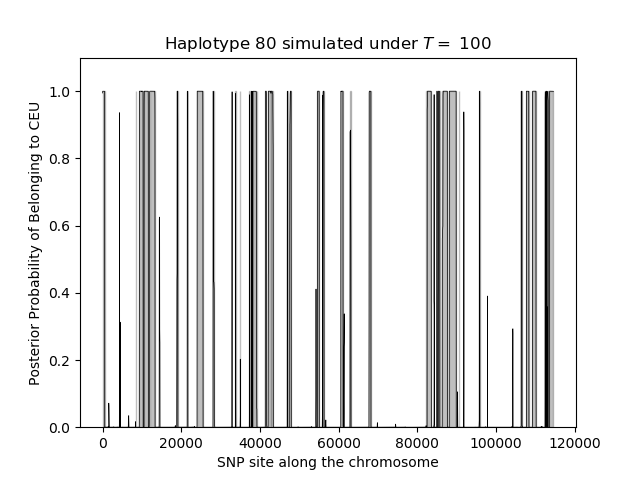 Haplotype 80 simulated under T = 100
Posterior Probability of Belonging to CEU
1.0
0.8
0.6
0.4
0.2
0.0
0 20000 40000 60000 80000 100000 120000
SNP site along the chromosome